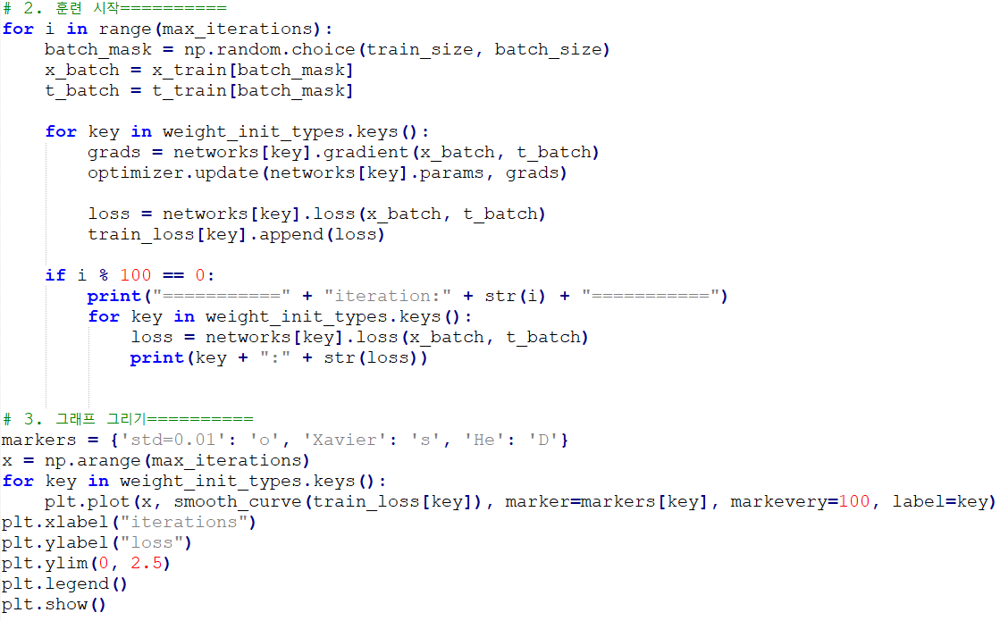 # 2. 훈련 시작==========
for i in range(max_iterations):
    batch_mask = np.random.choice(train_size, batch_size)
    x_batch = x_train[batch_mask]
    t_batch = t_train[batch_mask]

    for key in weight_init_types.keys():
        grads = networks[key].gradient(x_batch, t_batch)
        optimizer.update(networks[key].params, grads)

        loss = networks[key].loss(x_batch, t_batch)
        train_loss[key].append(loss)

    if i % 100 == 0:
        print("===========" + "iteration:" + str(i) + "===========")
        for key in weight_init_types.keys():
            loss = networks[key].loss(x_batch, t_batch)
            print(key + ":" + str(loss))

# 3. 그래프 그리기==========
markers = {'std=0.01': 'o', 'Xavier': 's', 'He': 'D'}
x = np.arange(max_iterations)
for key in weight_init_types.keys():
    plt.plot(x, smooth_curve(train_loss[key]), marker=markers[key], markevery=100, label=key)
plt.xlabel("iterations")
plt.ylabel("loss")
plt.ylim(0, 2.5)
plt.legend()
plt.show()